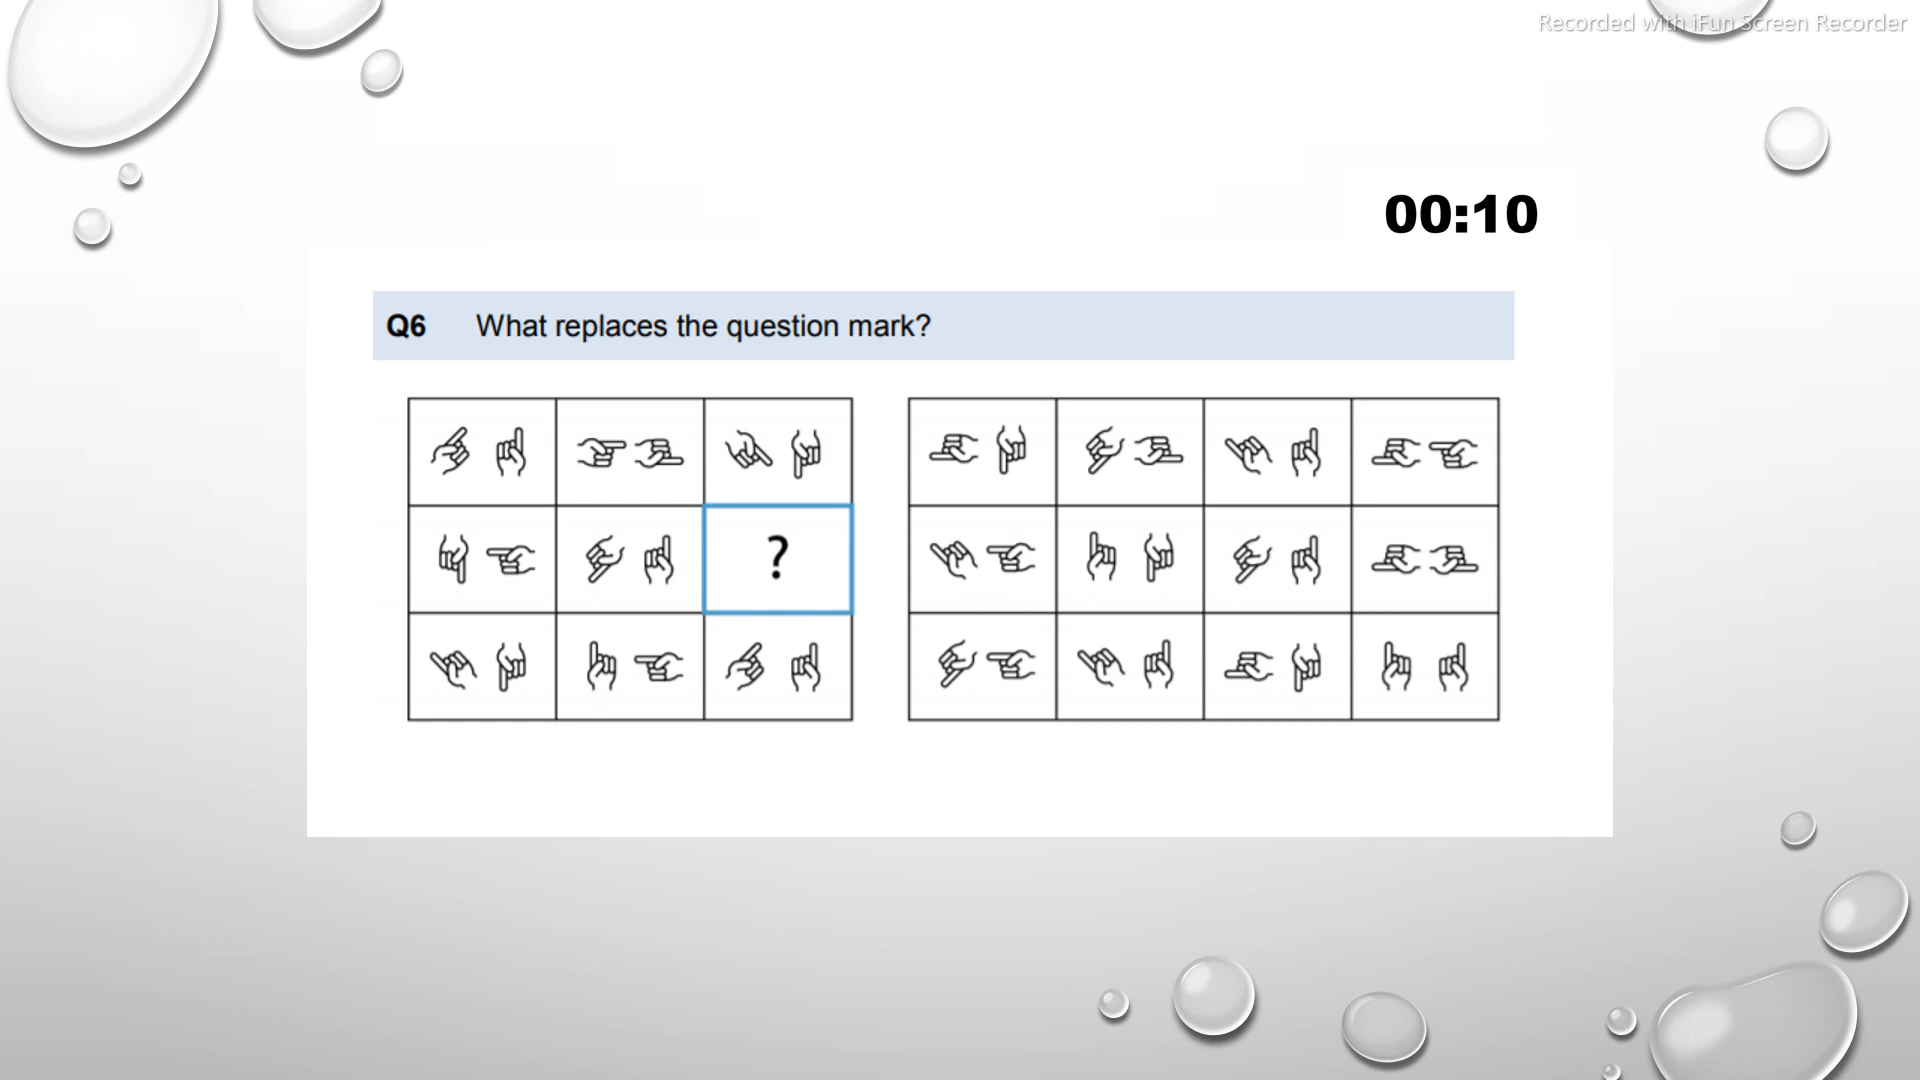 Recorded with iFun Screen Recorder
00:10
Q6 What replaces the question mark?
?